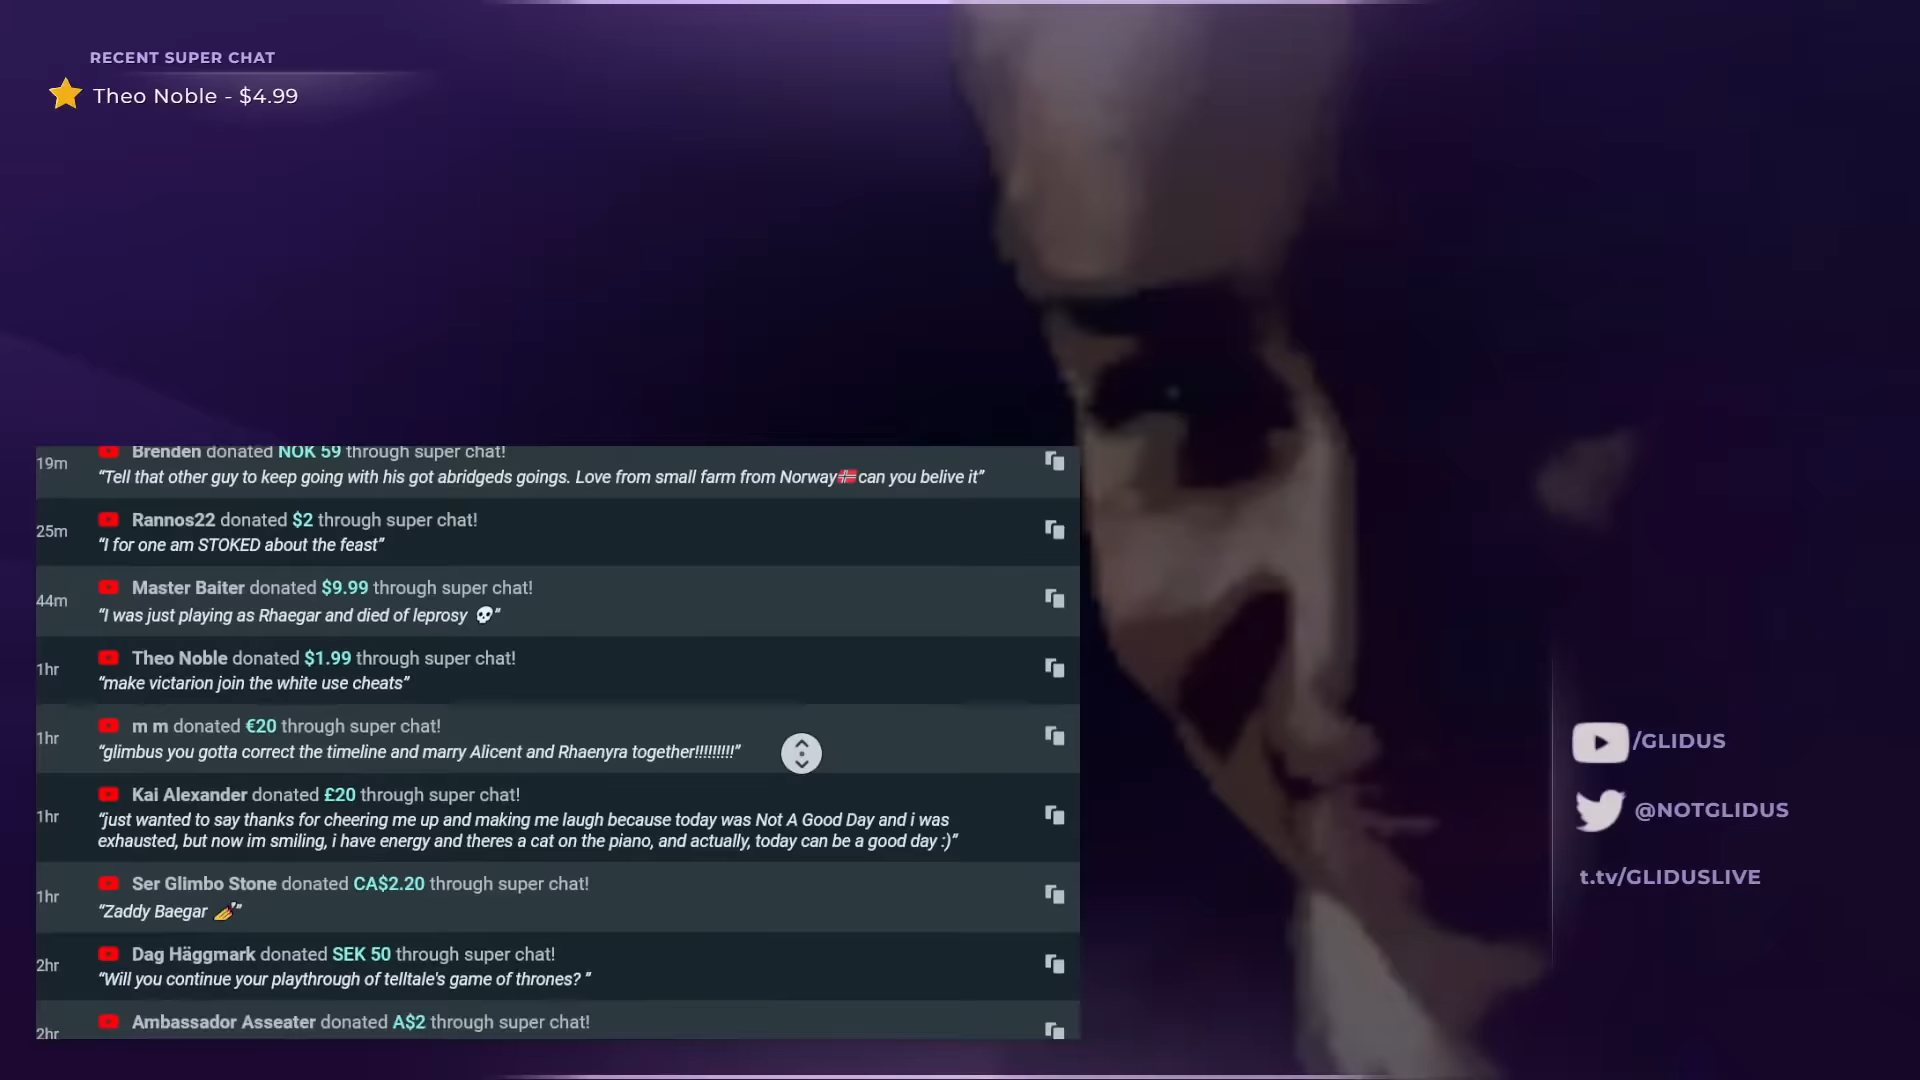 RECENT SUPER CHAT
Theo Noble - $4.99
19m
Brenden donated NOK 59 through super chat!
“Tell that other guy to keep going with his got abridgeds goings. Love from small farm from Norway🇳🇴can you belive it”
25m
Rannos22 donated $2 through super chat!
“I for one am STOKED about the feast”
44m
Master Baiter donated $9.99 through super chat!
“I was just playing as Rhaegar and died of leprosy 💀”
1hr
Theo Noble donated $1.99 through super chat!
“make victarion join the white use cheats”
1hr
m m donated €20 through super chat!
“glimbus you gotta correct the timeline and marry Alicent and Rhaenyra together!!!!!!!!!”
1hr
Kai Alexander donated £20 through super chat!
“just wanted to say thanks for cheering me up and making me laugh because today was Not A Good Day and i was
exhausted, but now im smiling, i have energy and theres a cat on the piano, and actually, today can be a good day :)”
1hr
Ser Glimbo Stone donated CA$2.20 through super chat!
“Zaddy Baegar 💅”
2hr
Dag Häggmark donated SEK 50 through super chat!
“Will you continue your playthrough of telltale's game of thrones? ”
2hr
Ambassador Asseater donated A$2 through super chat!
/GLIDUS
@NOTGLIDUS
t.tv/GLIDUSLIVE